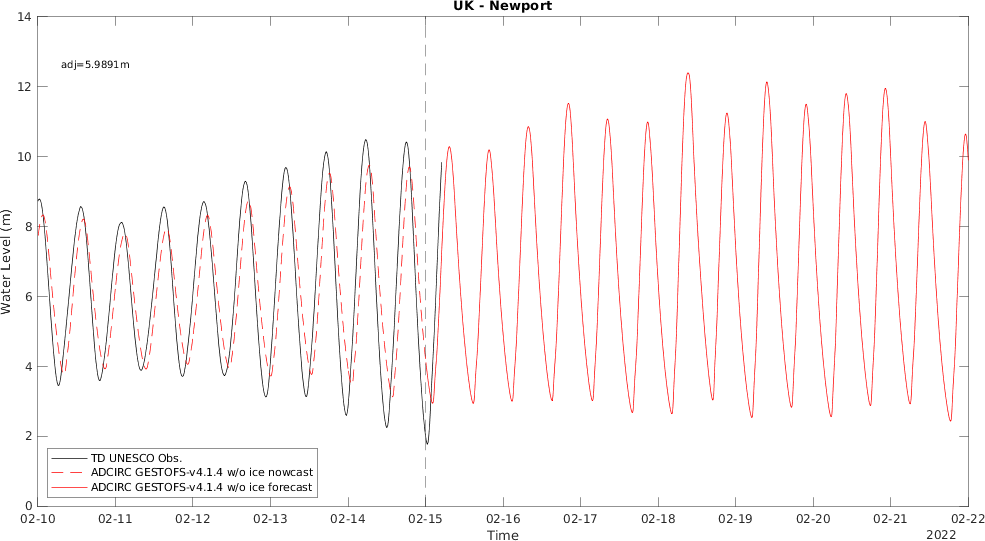 UK - Newport
14
12
10
8
6
4
2
0
Water Level (m)
adj=5.9891m
TD UNESCO Obs.
ADCIRC GESTOFS-v4.1.4 w/o ice nowcast
ADCIRC GESTOFS-v4.1.4 w/o ice forecast
02-10 02-11 02-12 02-13 02-14 02-15 02-16 02-17 02-18 02-19 02-20 02-21 02-22
Time
2022